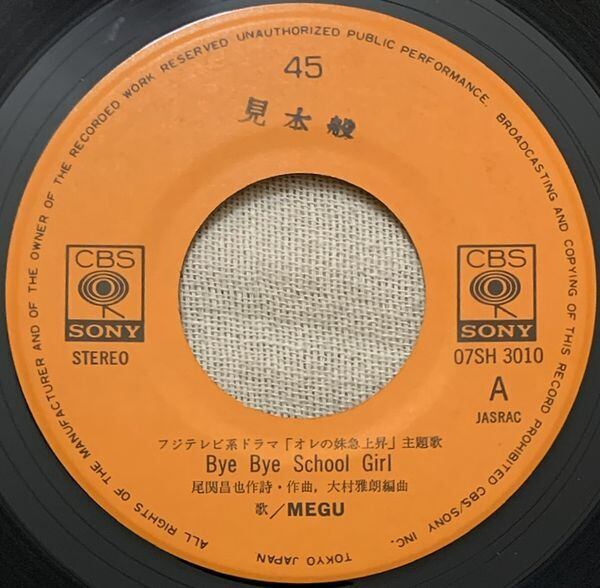 ALL RIGHTS OF THE MANUFACTURER AND OF THE OWNER OF THE RECORDED WORK RESERVED UNAUTHORIZED PUBLIC PERFORMANCE. BROADCASTING AND COPYING OF THIS RECORD PROHIBITED CBS/SONY INC. TOKYO JAPAN
45
見本盤
CBS
SONY
STEREO
CBS
SONY
07SH 3010
A
JASRAC
フジテレビ系ドラマ「オレの妹急上昇」主題歌
Bye Bye School Girl
尾関昌也作詩・作曲, 大村雅朗編曲
歌/MEGU